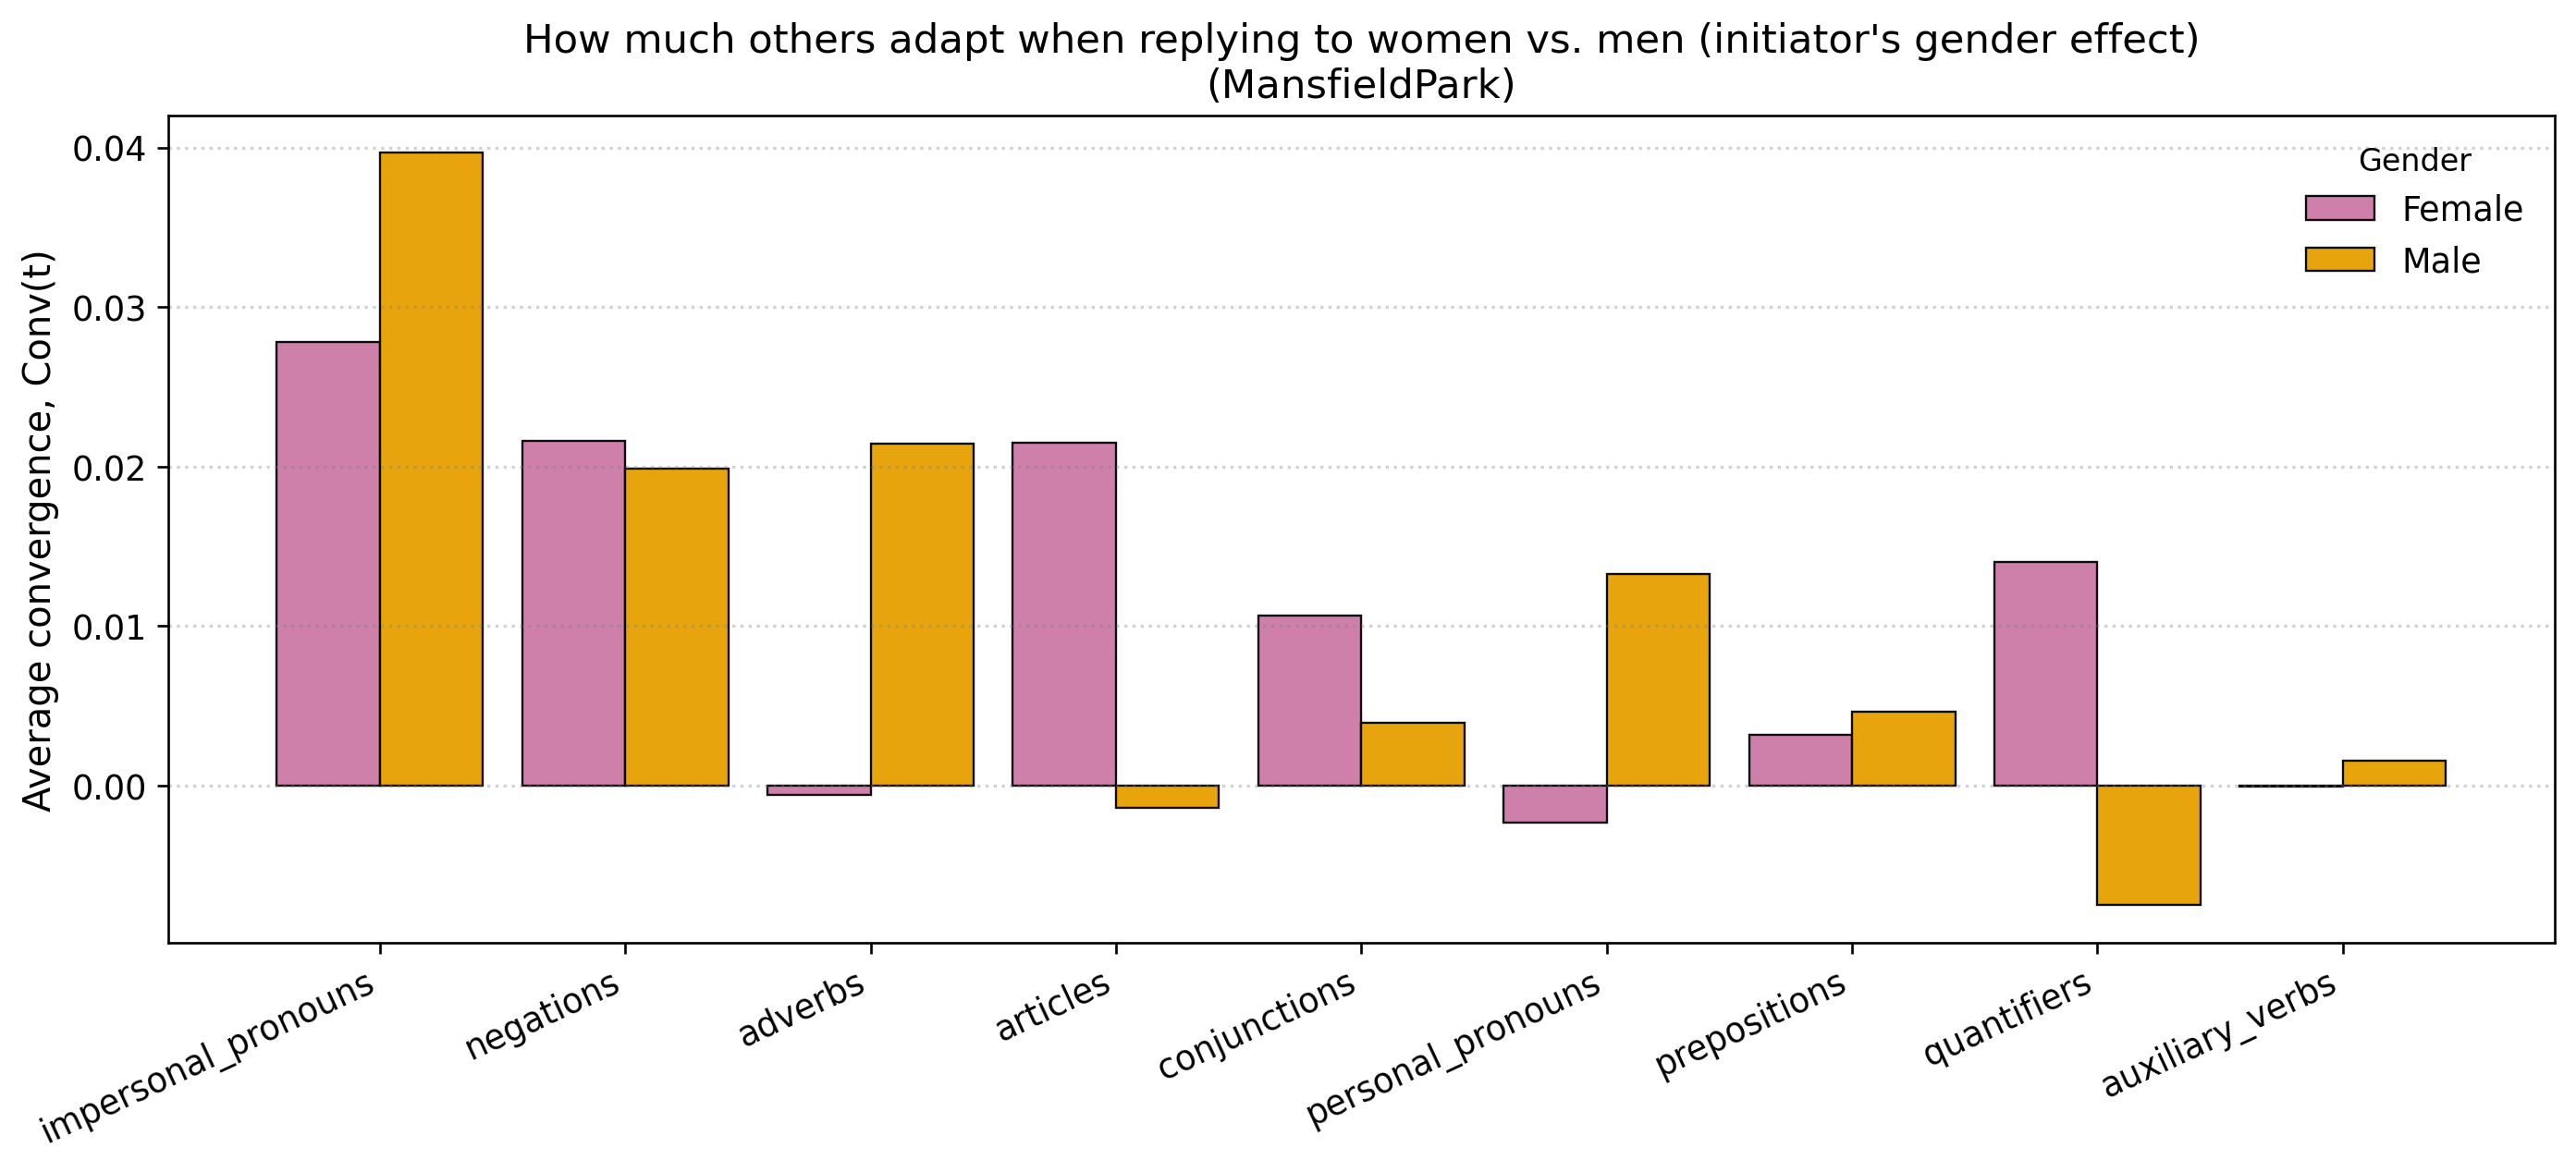 How much others adapt when replying to women vs. men (initiator's gender effect)
(MansfieldPark)
Average convergence, Conv(t)
0.04
0.03
0.02
0.01
0.00
Gender
Female
Male
impersonal_pronouns
negations
adverbs
articles
conjunctions
personal_pronouns
prepositions
quantifiers
auxiliary_verbs